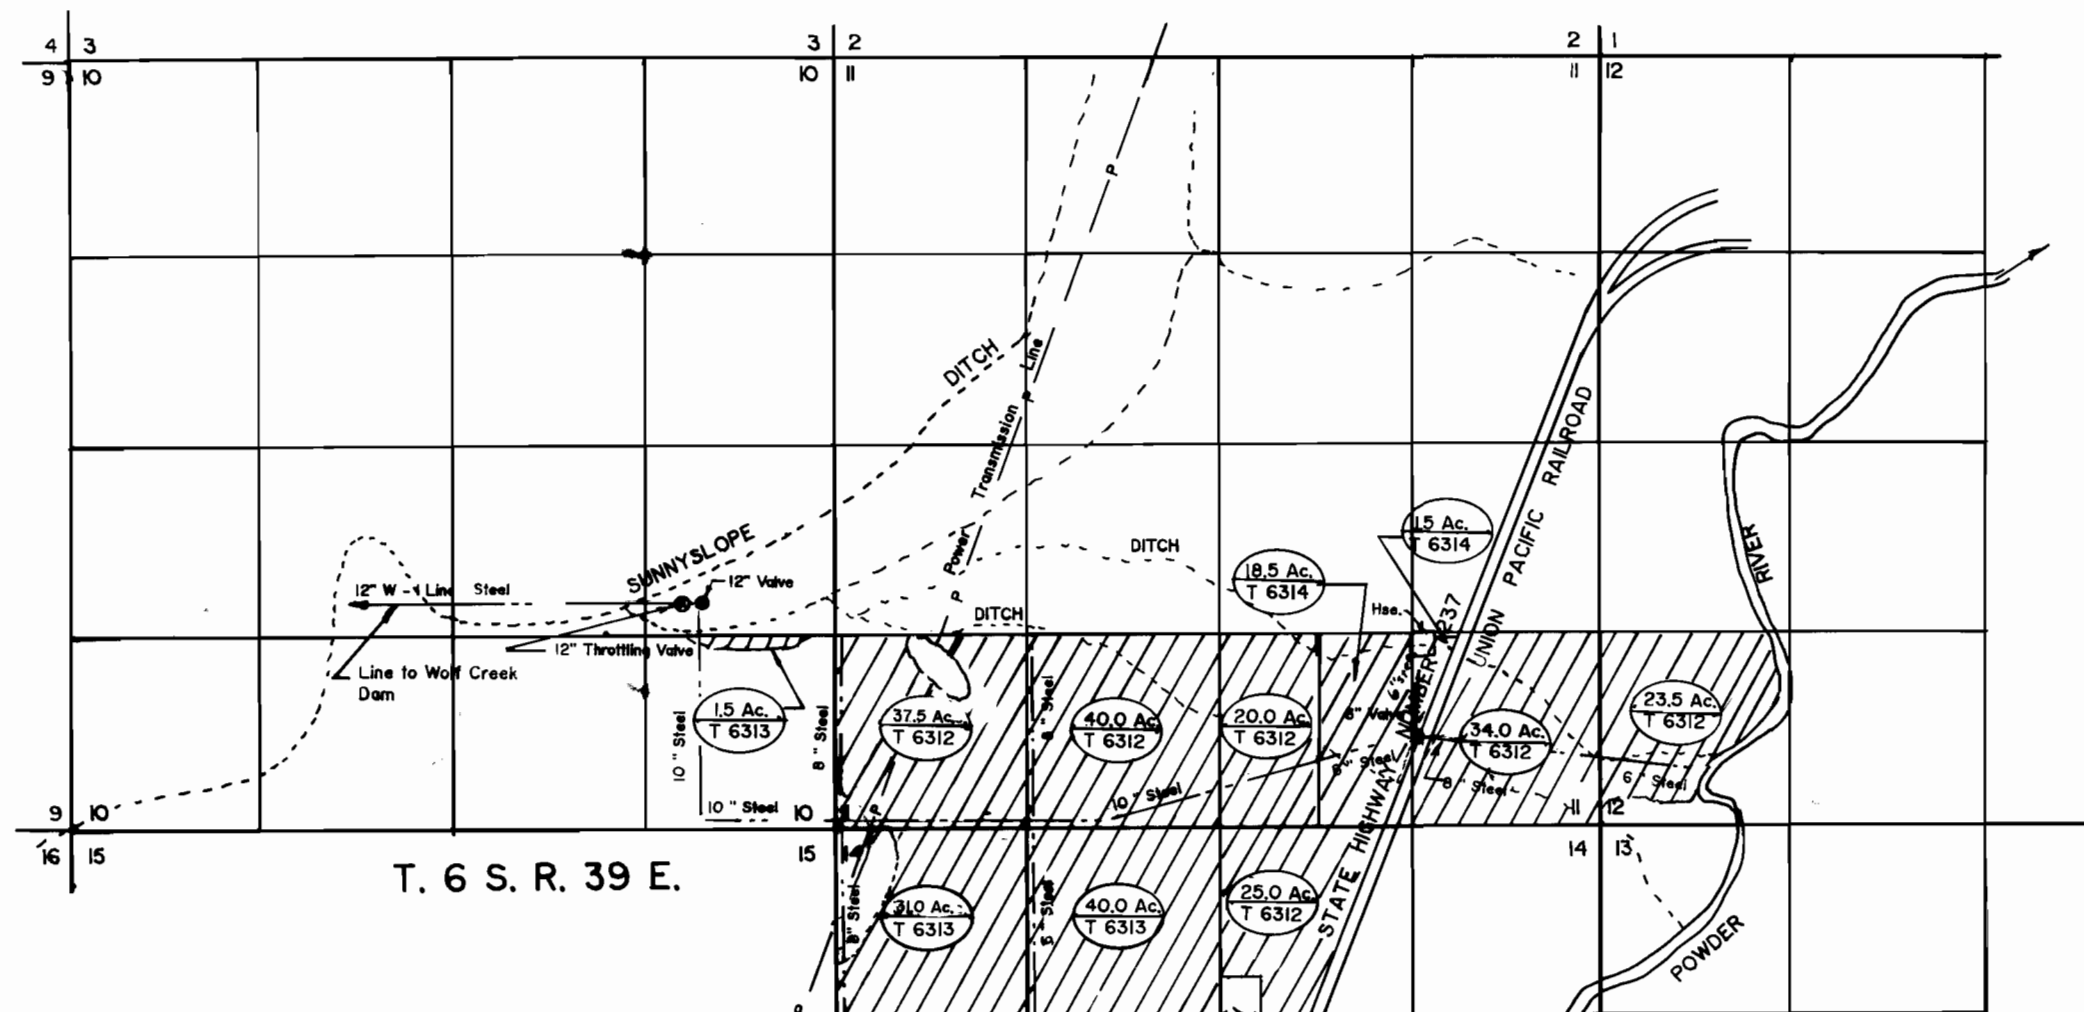 4 3
3 2
2 1
9 10
10 11
11 12
P
DITCH
Line
P
Transmission
Power
P
UNION PACIFIC RAILROAD
RIVER
1.5 Ac.
T 6314
SUNNYSLOPE
DITCH
18.5 Ac.
T 6314
12" W - Line Steel
12" Valve
DITCH
Hse.
237
12" Throttling Valve
Line to Wolf Creek
Dam
1.5 Ac.
T 6313
10" Steel
8" Steel
37.5 Ac.
T 6312
8" Steel
40.0 Ac.
T 6312
20.0 Ac.
T 6312
8" Valve
NUMBER
34.0 Ac.
T 6312
23.5 Ac.
T 6312
8" Steel
8" Steel
6" Steel
10" Steel
10" Steel
9 10
10
11 12
P
16 15
15 14
14 13
T. 6 S. R. 39 E.
8" Steel
31.0 Ac.
T 6313
Steel
40.0 Ac.
T 6313
25.0 Ac.
T 6312
STATE HIGHWAY
POWDER
P